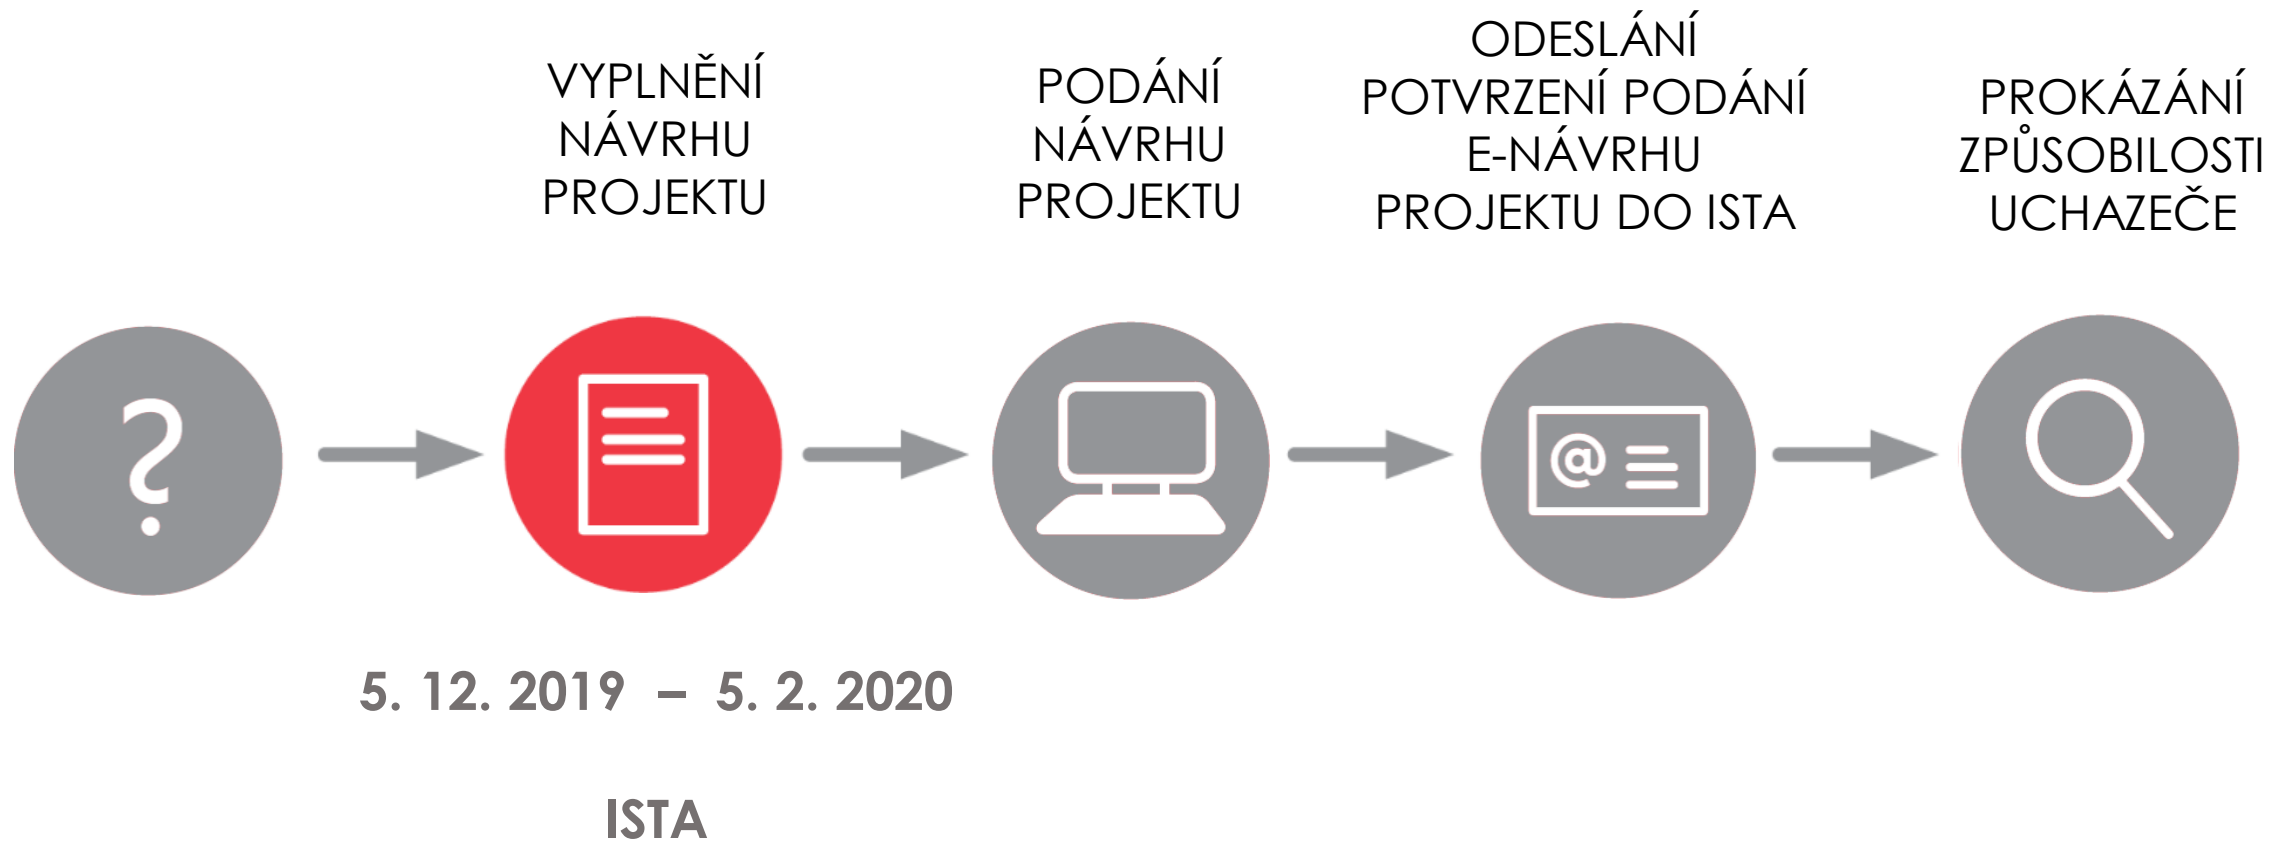 VYPLNĚNÍ
NÁVRHU
PROJEKTU
PODÁNÍ
NÁVRHU
PROJEKTU
ODESLÁNÍ
POTVRZENÍ PODÁNÍ
E-NÁVRHU
PROJEKTU DO ISTA
PROKÁZÁNÍ
ZPŮSOBILOSTI
UCHAZEČE
?
@
5. 12. 2019 – 5. 2. 2020
ISTA